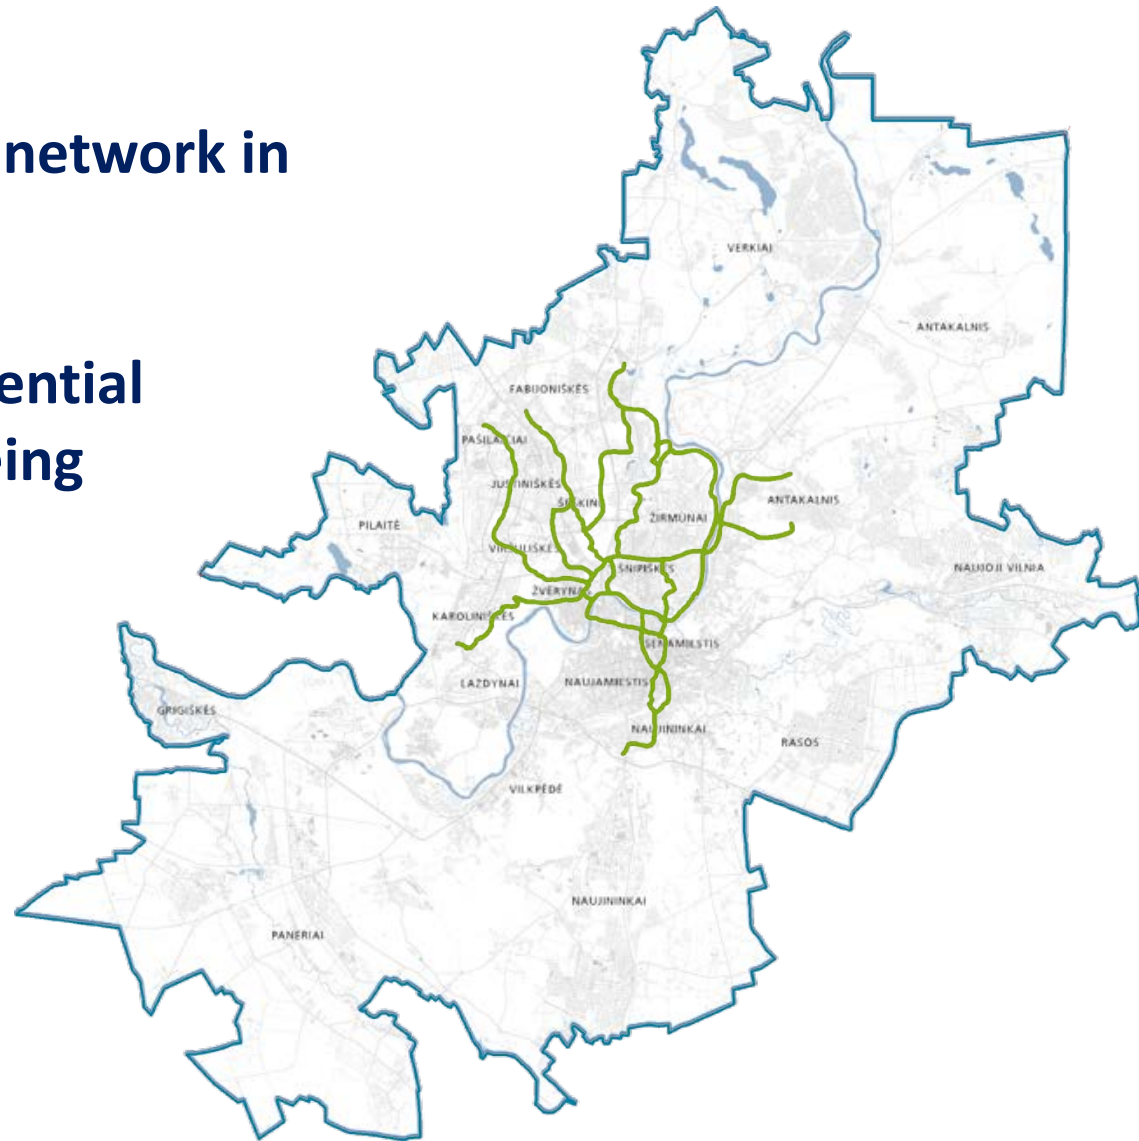 network in
VERKIAI
ANTAKALNIS
ential
FABIJONIŠKĖS
eing
PAŠILAIČIAI
JUSTINIŠKĖS
ŠEŠKINĖ
ANTAKALNIS
PILAITĖ
ŽIRMŪNAI
VIRŠULIŠKĖS
ŠNIPIŠKĖS
NAUJOJI VILNIA
ŽVĖRYNAS
KAROLINIŠKĖS
SENAMIESTIS
LAZDYNAI
NAUJAMIESTIS
GRIGIŠKĖS
NAUJININKAI
RASOS
VILKPĖDĖ
NAUJININKAI
PANERIAI